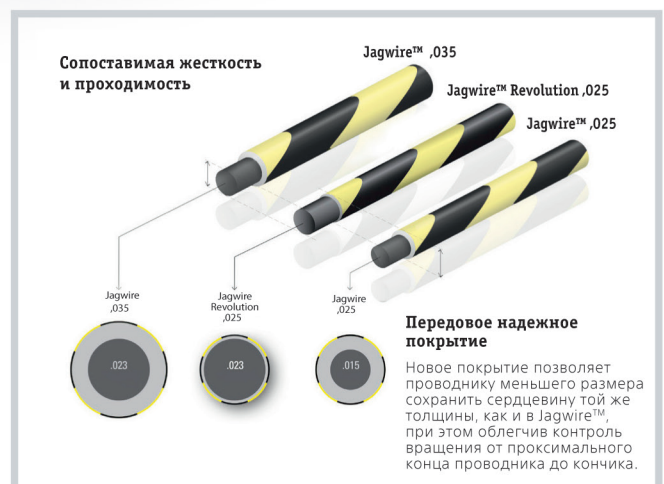 Сопоставимая жесткость
и проходимость
Jagwire™ ,035
Jagwire™ Revolution ,025
Jagwire™ ,025
Jagwire
,035
Jagwire
Revolution
,025
Jagwire
,025
.023
.023
.015
Передовое надежное
покрытие
Новое покрытие позволяет
проводнику меньшего размера
сохранить сердцевину той же
толщины, как и в Jagwire™,
при этом облегчив контроль
вращения от проксимального
конца проводника до кончика.